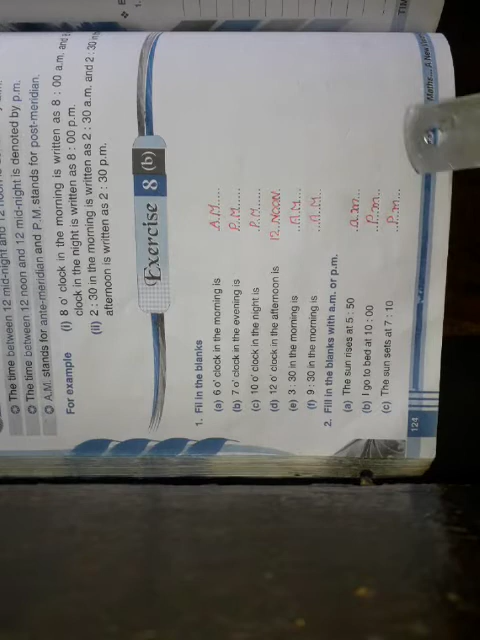 The time between 12 mid-night and 12 noon is
The time between 12 noon and 12 mid-night is denoted by p.m.
A.M. stands for ante-meridian and P.M. stands for post-meridian.
For example (i) 8 o' clock in the morning is written as 8 : 00 a.m. and
clock in the night is written as 8 : 00 p.m.
(ii) 2 : 30 in the morning is written as 2 : 30 a.m. and 2 : 30 in
afternoon is written as 2 : 30 p.m.
Exercise 8 (b)
1. Fill in the blanks
(a) 6 o' clock in the morning is A.M.......
(b) 7 o' clock in the evening is P.M.......
(c) 10 o' clock in the night is P.M.......
(d) 12 o' clock in the afternoon is 12 NOON.
(e) 3 : 30 in the morning is ...A.M....
(f) 9 : 30 in the morning is ....A.M...
2. Fill in the blanks with a.m. or p.m.
(a) The sun rises at 5 : 50 ..a.m....
(b) I go to bed at 10 : 00 ...P.m...
(c) The sun sets at 7 : 10 ...P.m...
124
Maths... A New
TIM